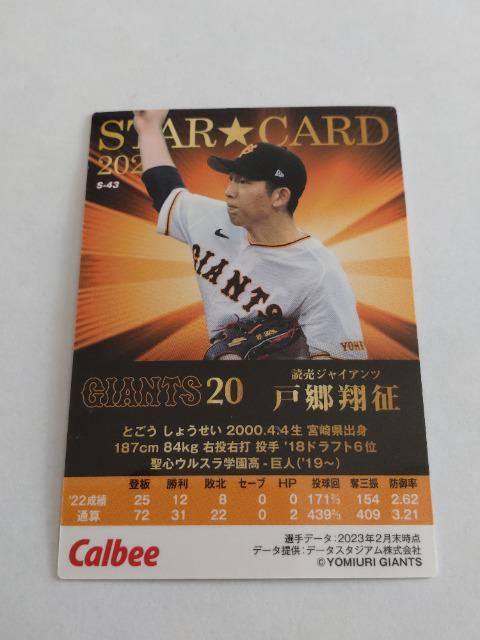 STAR★CARD
202
S-43
GIANTS
YOMI
GIANTS 20
読売ジャイアンツ
戸郷翔征
とごう しょうせい 2000.4.4生 宮崎県出身
187cm 84kg 右投右打 投手 '18ドラフト6位
聖心ウルスラ学園高-巨人('19〜)
登板 勝利 敗北 セーブ HP 投球回 奪三振 防御率
'22成績 25 12 8 0 0 171⅔ 154 2.62
通算 72 31 22 0 2 439⅔ 409 3.21
Calbee
選手データ:2023年2月末時点
データ提供:データスタジアム株式会社
©YOMIURI GIANTS